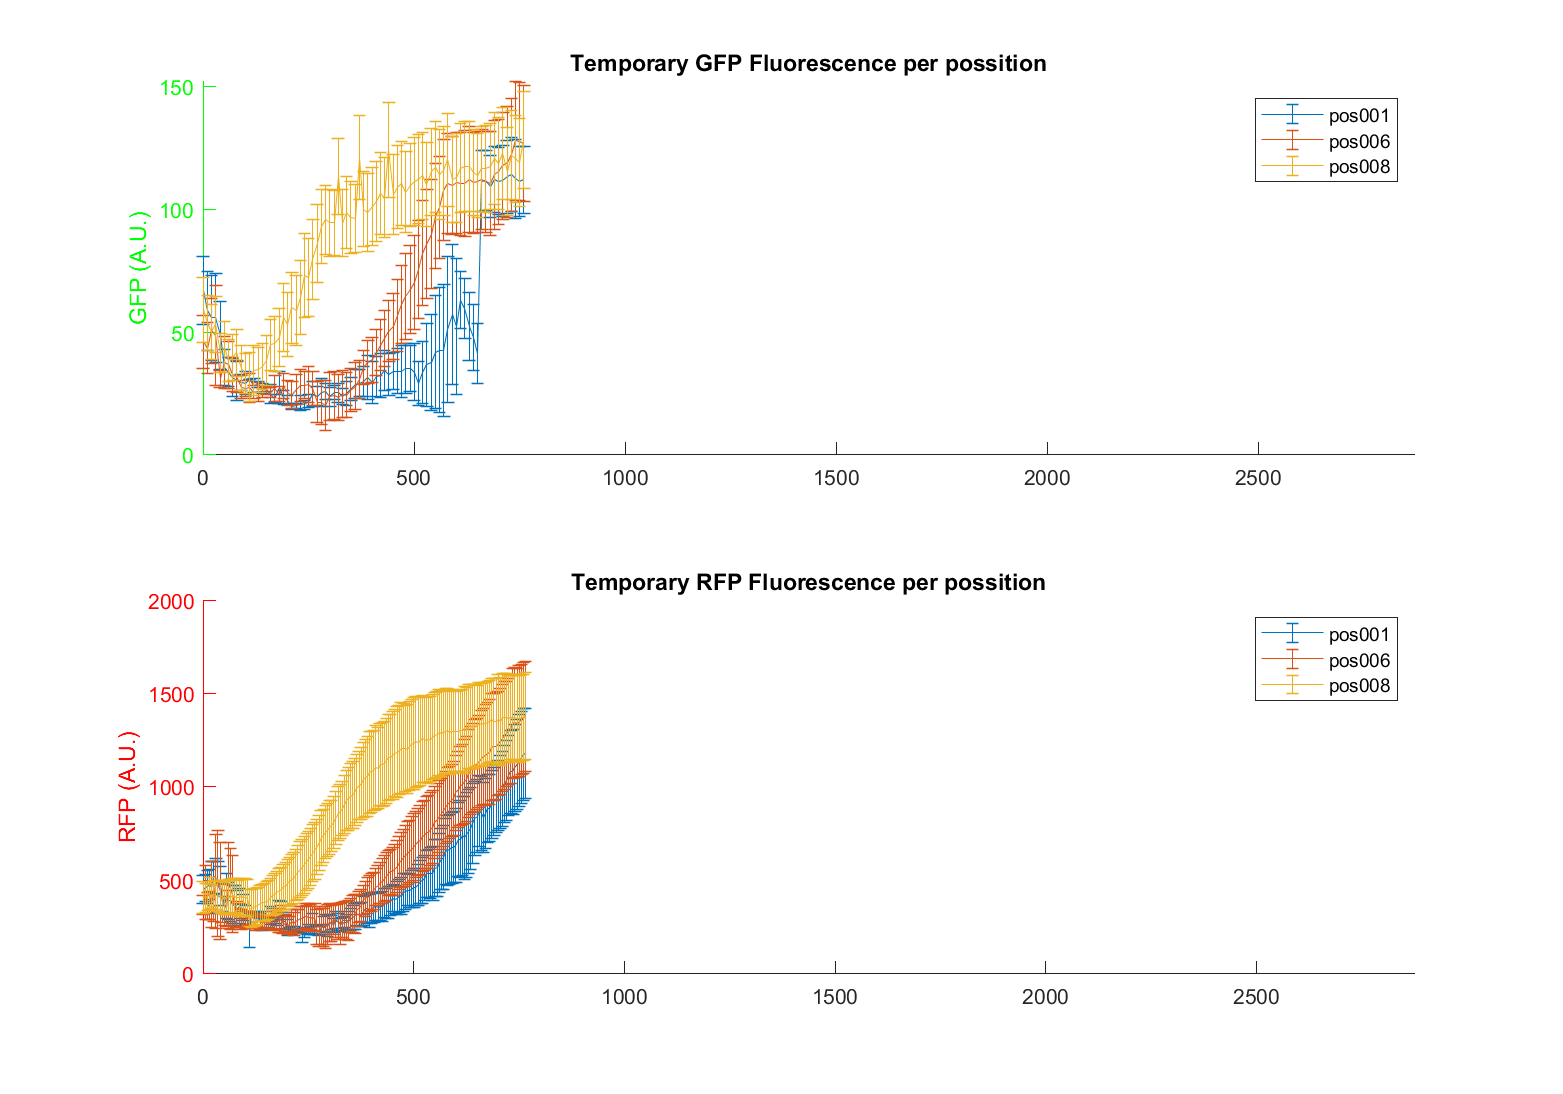 Temporary GFP Fluorescence per possition
GFP (A.U.)
150
100
50
0
0 500 1000 1500 2000 2500
pos001
pos006
pos008
Temporary RFP Fluorescence per possition
RFP (A.U.)
2000
1500
1000
500
0
0 500 1000 1500 2000 2500
pos001
pos006
pos008